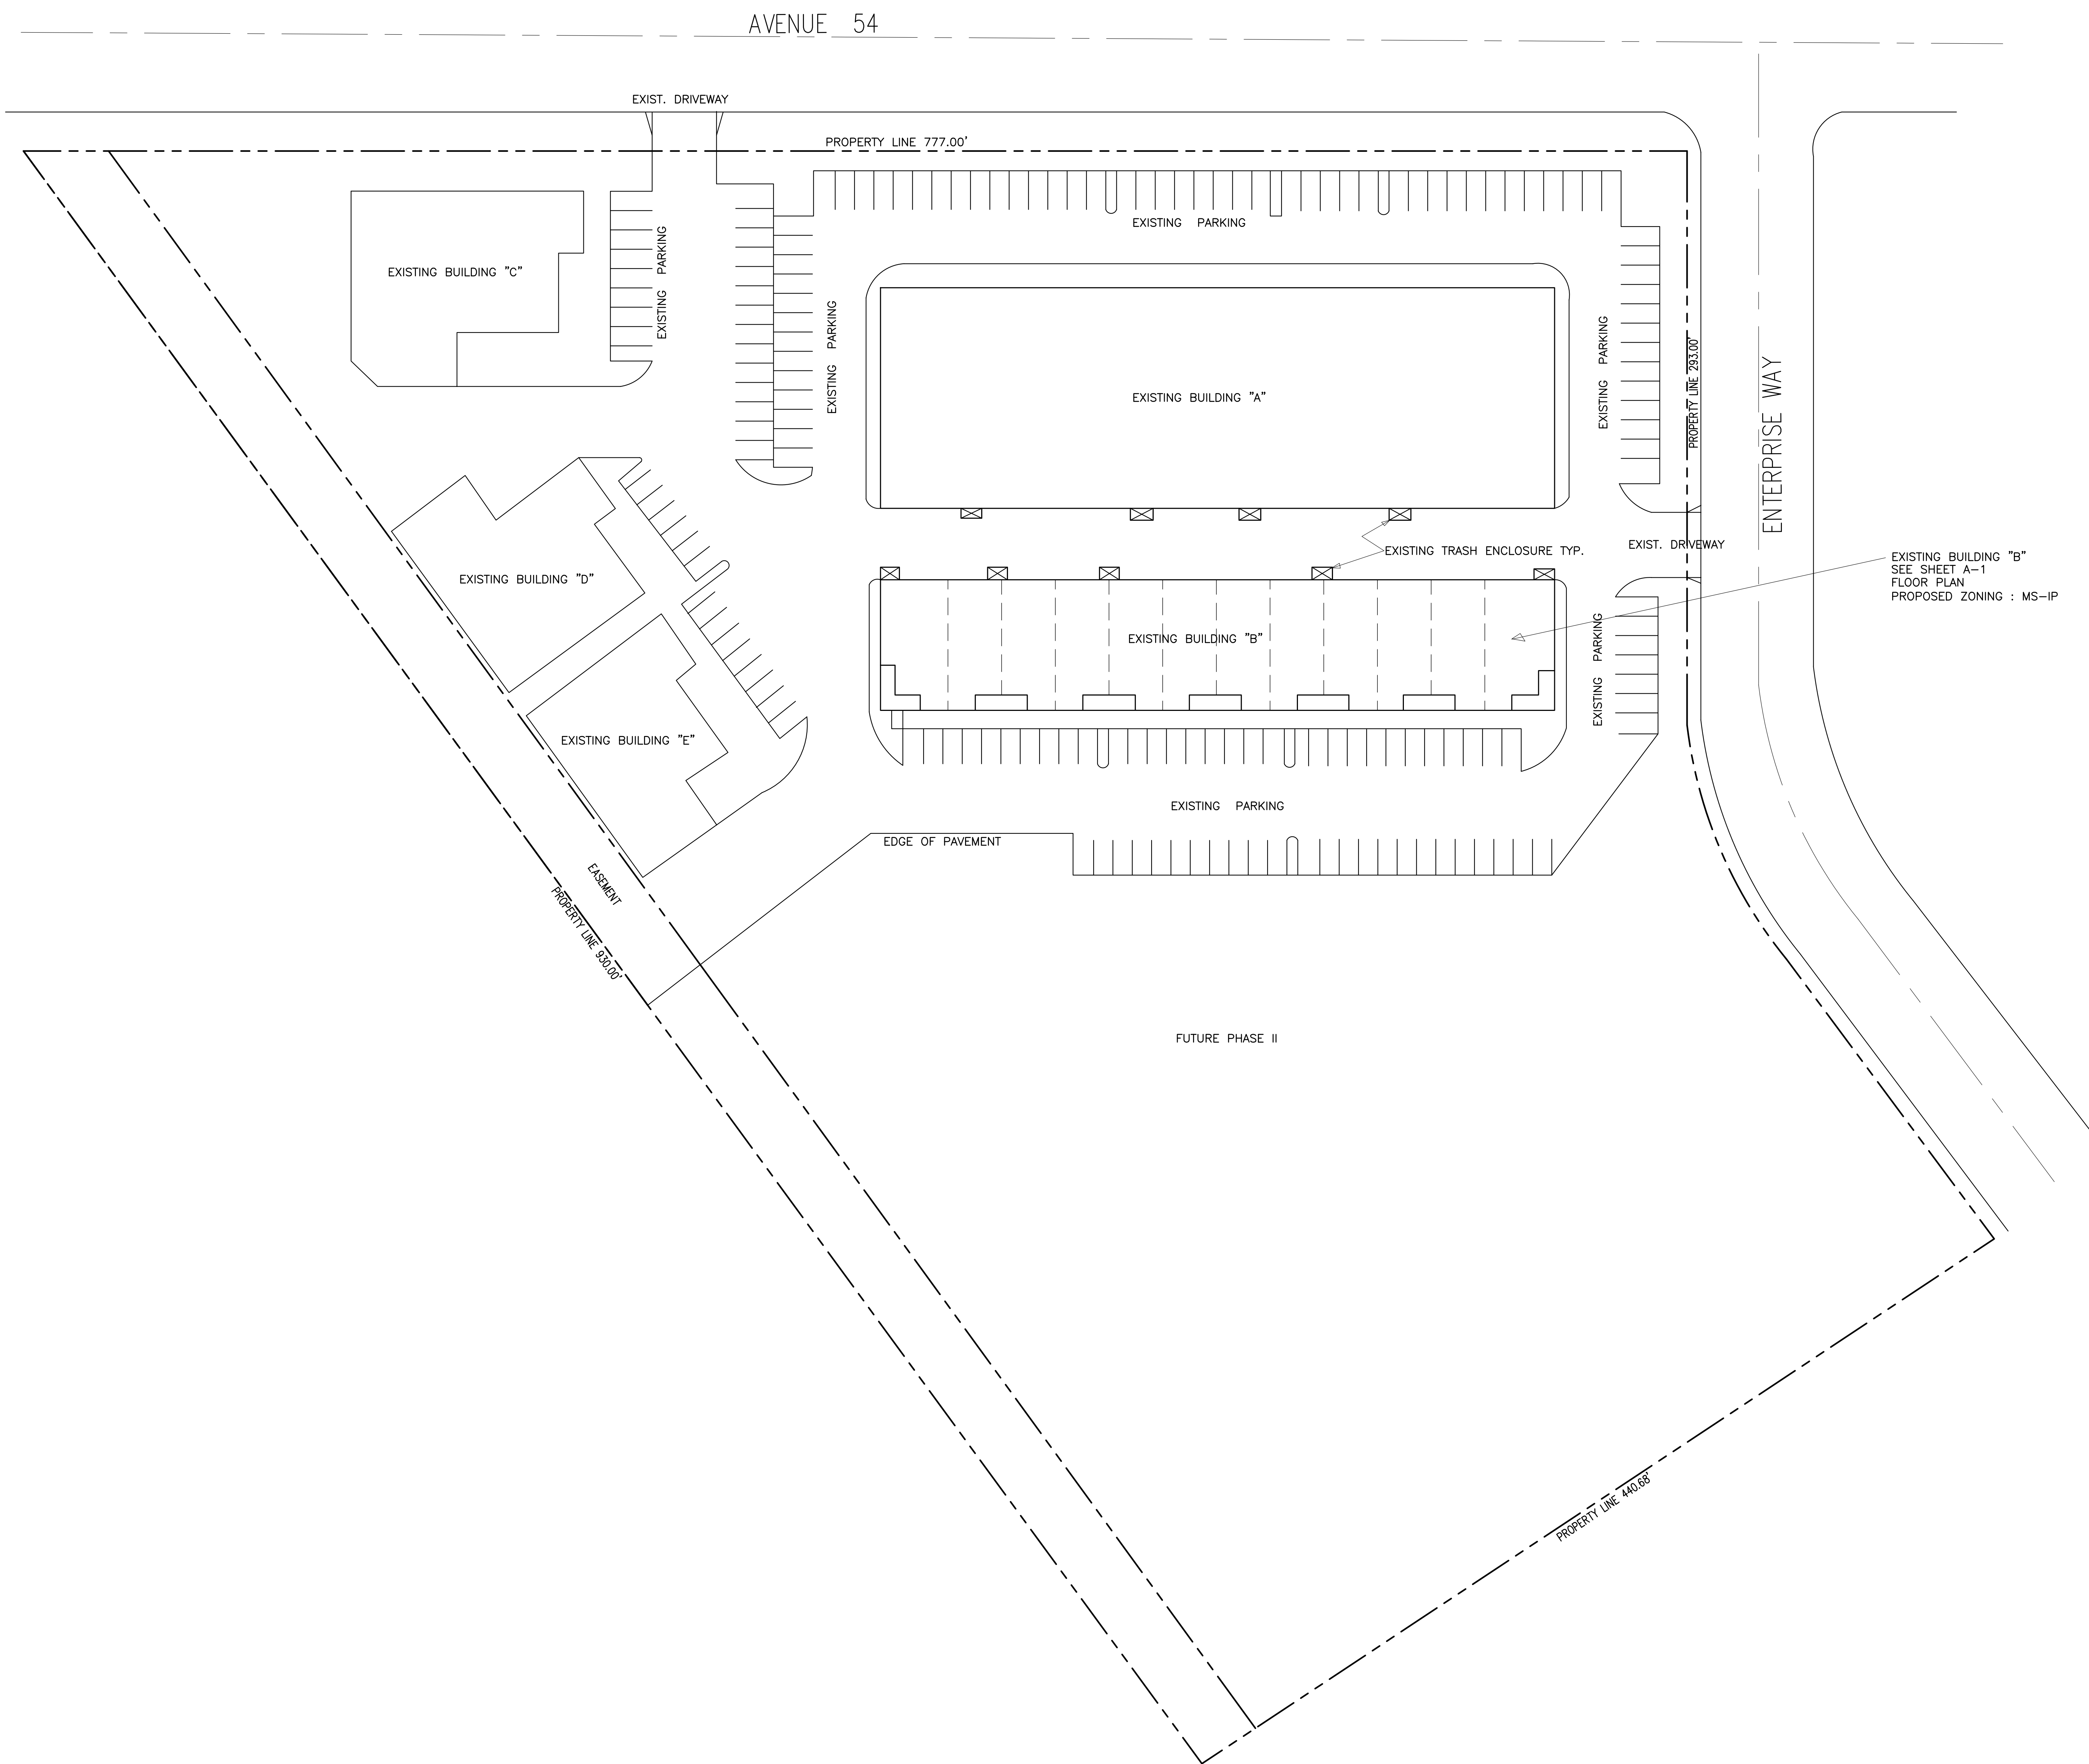 AVENUE 54
EXIST. DRIVEWAY
PROPERTY LINE 777.00'
EXISTING PARKING
EXISTING BUILDING "C"
EXISTING PARKING
EXISTING PARKING
EXISTING BUILDING "A"
EXISTING PARKING
PROPERTY LINE 293.00'
ENTERPRISE WAY
EXISTING TRASH ENCLOSURE TYP.
EXIST. DRIVEWAY
EXISTING BUILDING "B"
SEE SHEET A-1
FLOOR PLAN
PROPOSED ZONING : MS-IP
EXISTING BUILDING "D"
EXISTING BUILDING "B"
EXISTING PARKING
EXISTING BUILDING "E"
EXISTING PARKING
EDGE OF PAVEMENT
EASEMENT
PROPERTY LINE 930.00'
FUTURE PHASE II
PROPERTY LINE 440.68'